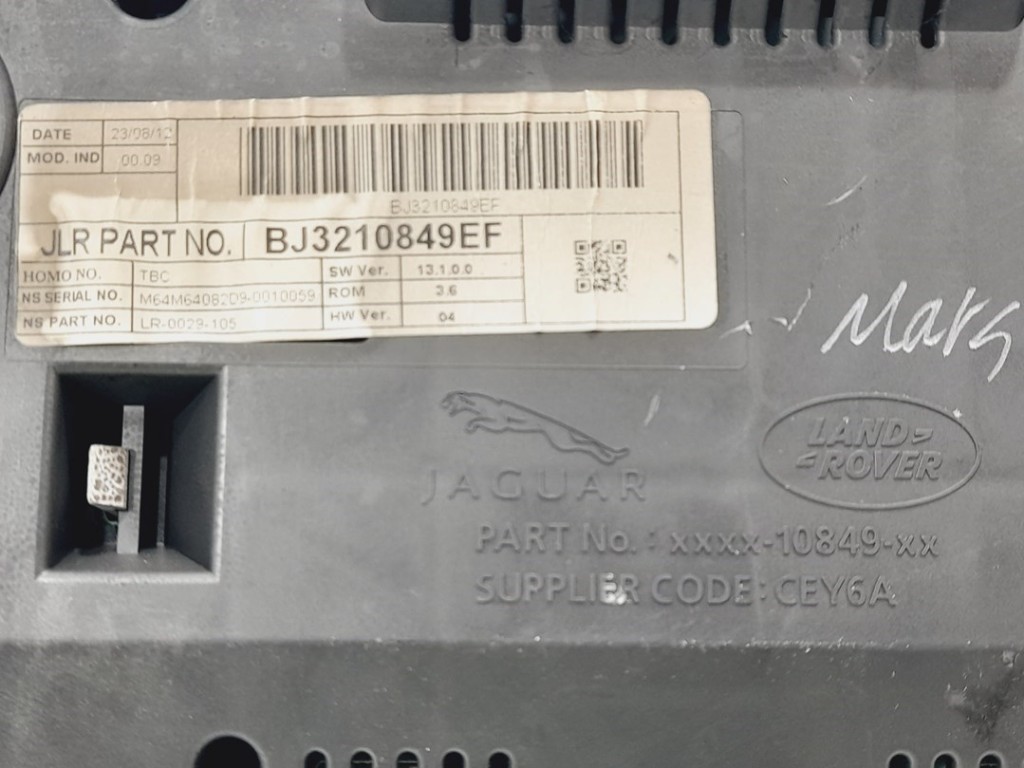 DATE 23/08/12
MOD. IND 00.09
BJ3210849EF
JLR PART NO. BJ3210849EF
HOMO NO. TBC
SW Ver. 13.1.0.0
NS SERIAL NO. M64M6408209-0010059
ROM 3.6
NS PART NO. LR-0029-105
HW Ver. 04
Mars
JAGUAR
LAND
ROVER
PART No.: xxxx-10849-xx
SUPPLIER CODE: CEY6A